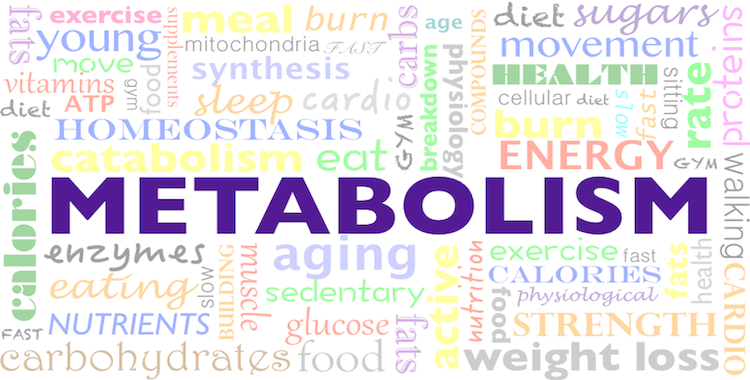 fats
exercise
young
move
vitamins
diet
ATP
gym
food
supplements
meal
burn
mitochondria
FAST
synthesis
sleep
cardio
carbs
age
HOMEOSTASIS
catabolism
eat
GYM
breakdown
physiology
COMPOUNDS
diet
sugars
movement
HEALTH
cellular
diet
burn
slow
fast
sitting
rate
proteins
ENERGY
GYM
walking
METABOLISM
calories
enzymes
eating
slow
FAST
NUTRIENTS
BUILDING
muscle
carbohydrates
food
aging
sedentary
glucose
fats
active
nutrition
exercise
fast
CALORIES
physiological
food
STRENGTH
fats
health
CARDIO
weight loss